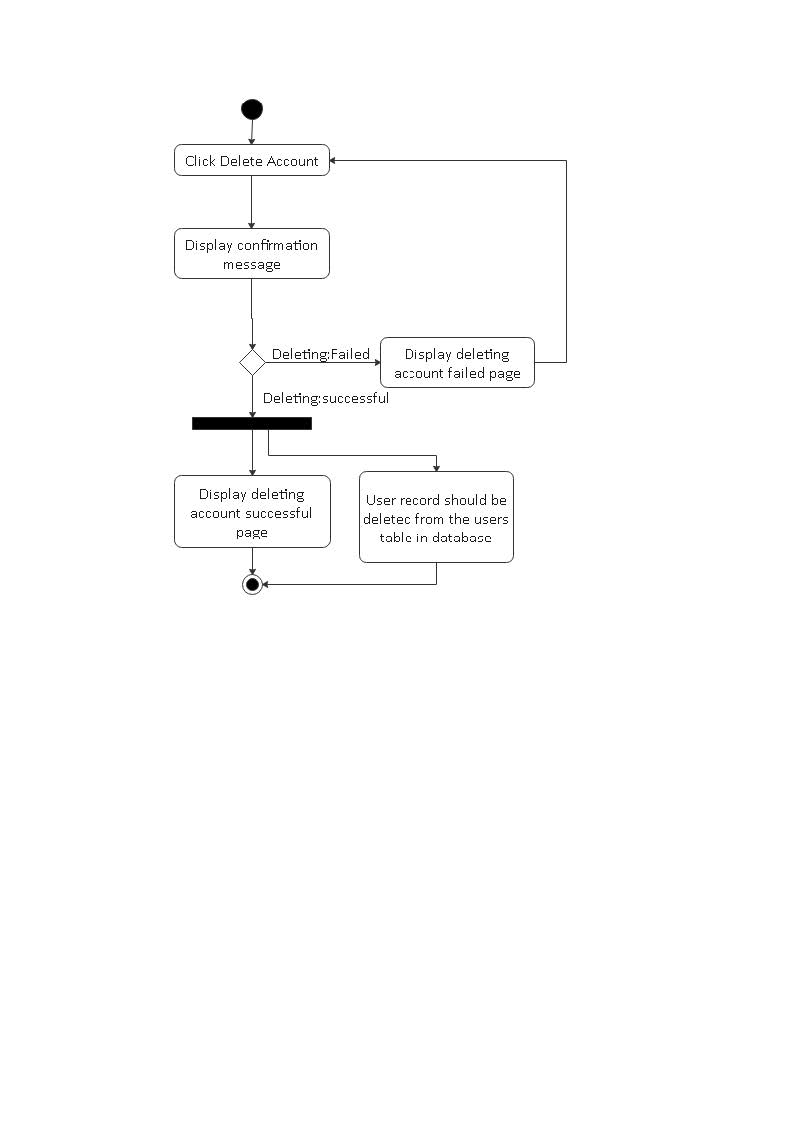 Click Delete Account
Display confirmation
message
Deleting:Failed
Display deleting
account failed page
Deleting:successful
Display deleting
account successful
page
User record should be
deleted from the users
table in database